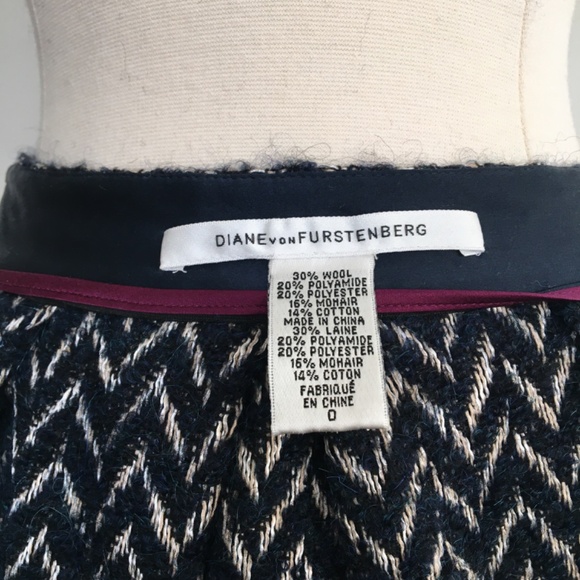 DIANE VON FURSTENBERG
30% WOOL
20% POLYAMIDE
20% POLYESTER
16% MOHAIR
14% COTTON
MADE IN CHINA
30% LAINE
20% POLYAMIDE
20% POLYESTER
16% MOHAIR
14% COTON
FABRIQUÉ
EN CHINE
0